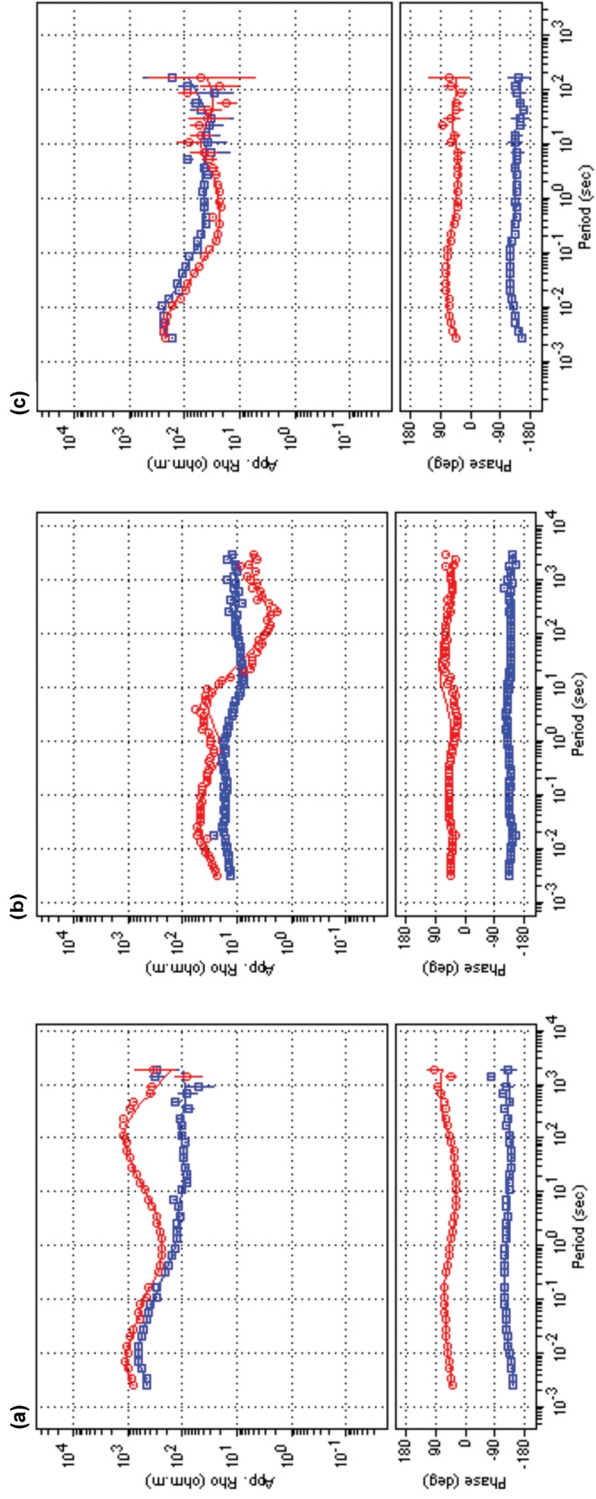 (a)
10⁴
10³
10²
10¹
10⁰
10⁻¹
App. Rho (ohm.m)
180
90
0
-90
-180
Phase (deg)
10⁻³ 10⁻² 10⁻¹ 10⁰ 10¹ 10² 10³ 10⁴
Period (sec)
(b)
10⁴
10³
10²
10¹
10⁰
10⁻¹
App. Rho (ohm.m)
180
90
0
-90
-180
Phase (deg)
10⁻³ 10⁻² 10⁻¹ 10⁰ 10¹ 10² 10³ 10⁴
Period (sec)
(c)
10⁴
10³
10²
10¹
10⁰
10⁻¹
App. Rho (ohm.m)
180
90
0
-90
-180
Phase (deg)
10⁻³ 10⁻² 10⁻¹ 10⁰ 10¹ 10² 10³
Period (sec)